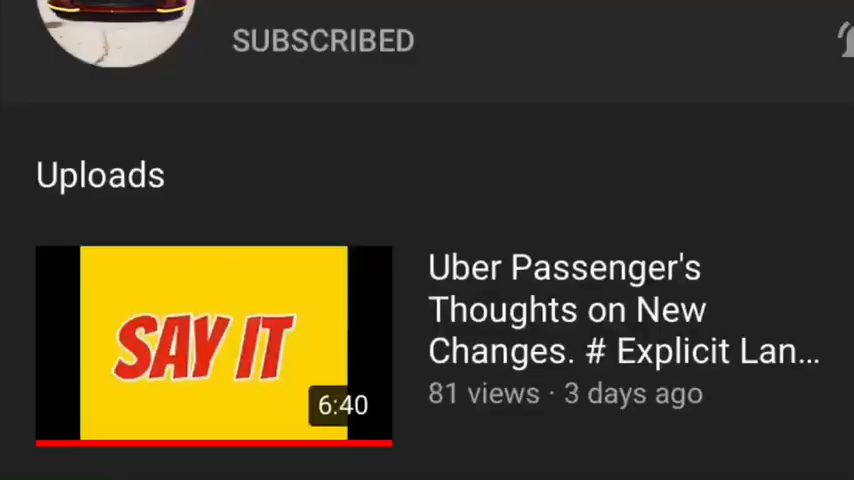 SUBSCRIBED
Uploads
SAY IT
6:40
Uber Passenger's
Thoughts on New
Changes. # Explicit Lan...
81 views · 3 days ago